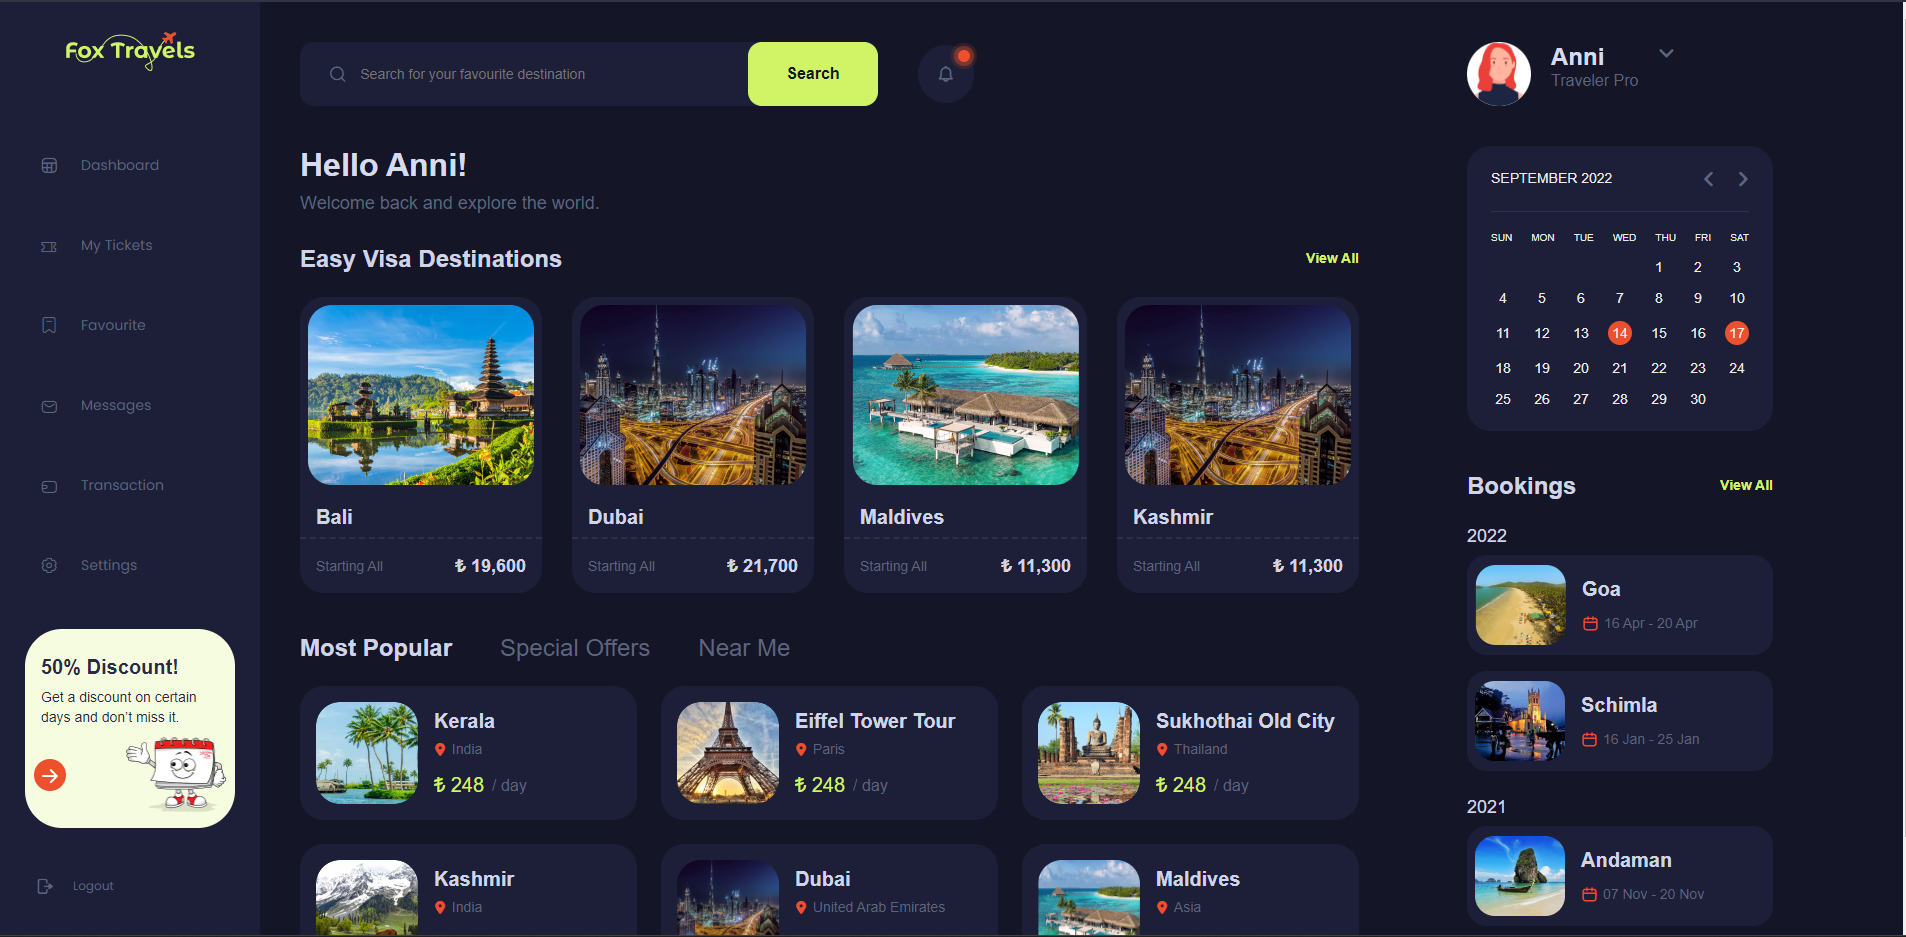 Fox Travels
Dashboard
My Tickets
Favourite
Messages
Transaction
Settings
50% Discount!
Get a discount on certain
days and don't miss it.
Logout
Search for your favourite destination
Search
Hello Anni!
Welcome back and explore the world.
Easy Visa Destinations
View All
Bali
Starting All
₺ 19,600
Dubai
Starting All
₺ 21,700
Maldives
Starting All
₺ 11,300
Kashmir
Starting All
₺ 11,300
Most Popular
Special Offers
Near Me
Kerala
India
₺ 248 / day
Eiffel Tower Tour
Paris
₺ 248 / day
Sukhothai Old City
Thailand
₺ 248 / day
Kashmir
India
Dubai
United Arab Emirates
Maldives
Asia
Anni
Traveler Pro
SEPTEMBER 2022
SUN MON TUE WED THU FRI SAT
1 2 3
4 5 6 7 8 9 10
11 12 13 14 15 16 17
18 19 20 21 22 23 24
25 26 27 28 29 30
Bookings
View All
2022
Goa
16 Apr - 20 Apr
Schimla
16 Jan - 25 Jan
2021
Andaman
07 Nov - 20 Nov